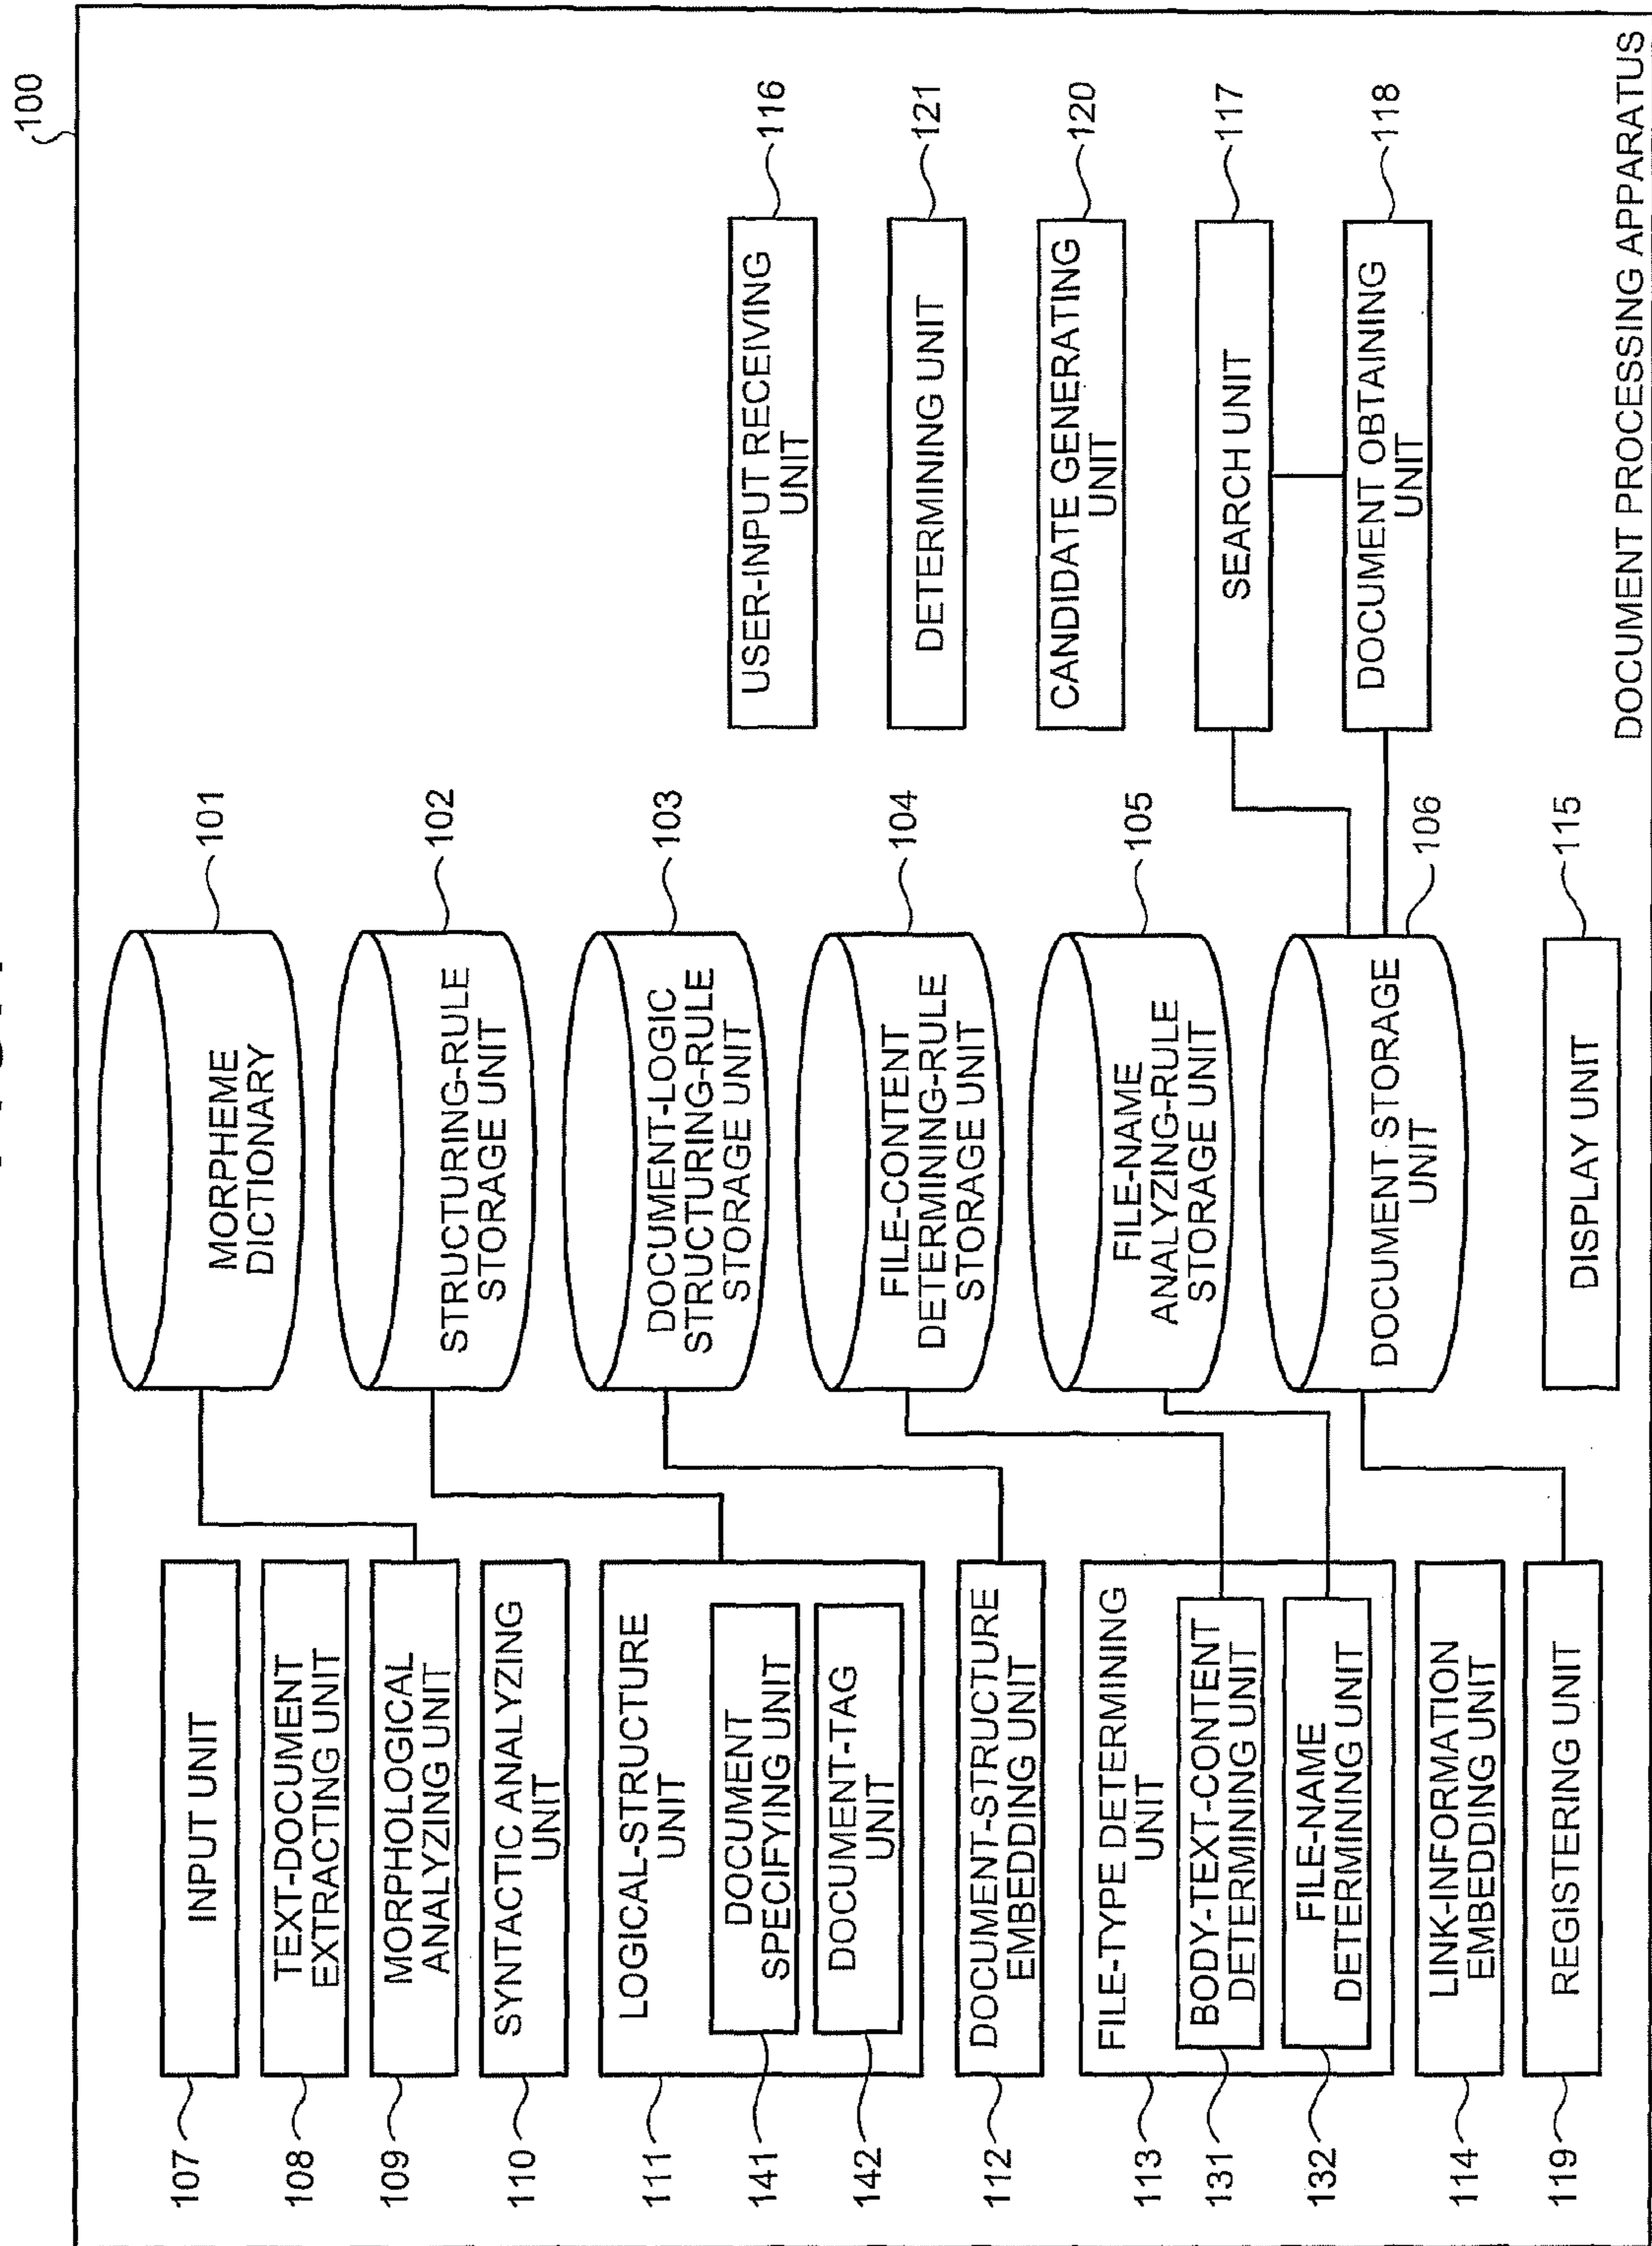 100
107
INPUT UNIT
108
TEXT-DOCUMENT
EXTRACTING UNIT
109
MORPHOLOGICAL
ANALYZING UNIT
110
SYNTACTIC ANALYZING
UNIT
111
LOGICAL-STRUCTURE
UNIT
141
DOCUMENT
SPECIFYING UNIT
142
DOCUMENT-TAG
UNIT
112
DOCUMENT-STRUCTURE
EMBEDDING UNIT
113
FILE-TYPE DETERMINING
UNIT
131
BODY-TEXT-CONTENT
DETERMINING UNIT
132
FILE-NAME
DETERMINING UNIT
114
LINK-INFORMATION
EMBEDDING UNIT
119
REGISTERING UNIT
MORPHEME
DICTIONARY
101
STRUCTURING-RULE
STORAGE UNIT
102
DOCUMENT-LOGIC
STRUCTURING-RULE
STORAGE UNIT
103
FILE-CONTENT
DETERMINING-RULE
STORAGE UNIT
104
FILE-NAME
ANALYZING-RULE
STORAGE UNIT
105
DOCUMENT STORAGE
UNIT
106
DISPLAY UNIT
115
USER-INPUT RECEIVING
UNIT
116
DETERMINING UNIT
121
CANDIDATE GENERATING
UNIT
120
SEARCH UNIT
117
DOCUMENT OBTAINING
UNIT
118
DOCUMENT PROCESSING APPARATUS